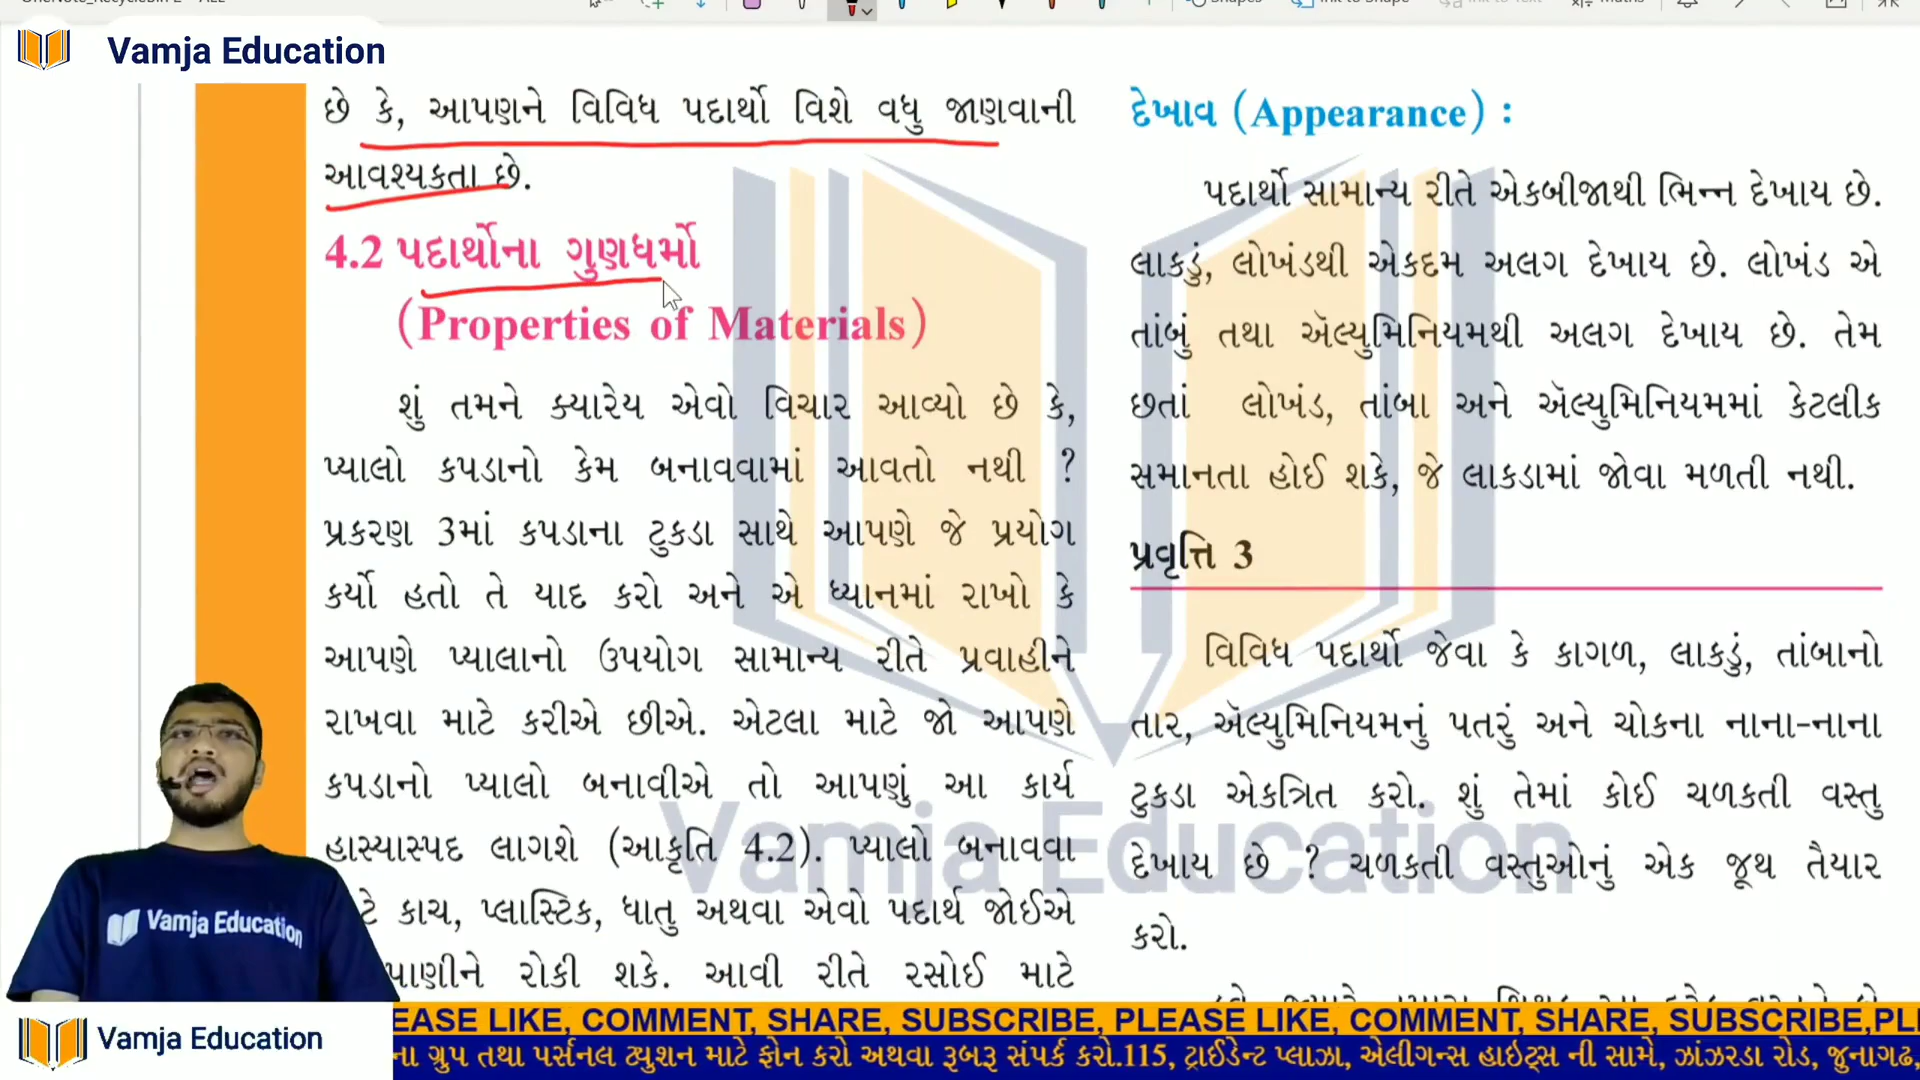 Vamja Education
છે કે, આપણને વિવિધ પદાર્થો વિશે વધુ જાણવાની
આવશ્યકતા છે.
4.2 પદાર્થોના ગુણધર્મો
(Properties of Materials)
શું તમને ક્યારેય એવો વિચાર આવ્યો છે કે,
પ્યાલો કપડાનો કેમ બનાવવામાં આવતો નથી ?
પ્રકરણ 3માં કપડાના ટુકડા સાથે આપણે જે પ્રયોગ
કર્યો હતો તે યાદ કરો અને એ ધ્યાનમાં રાખો કે
આપણે પ્યાલાનો ઉપયોગ સામાન્ય રીતે પ્રવાહીને
રાખવા માટે કરીએ છીએ. એટલા માટે જો આપણે
કપડાનો પ્યાલો બનાવીએ તો આપણું આ કાર્ય
હાસ્યાસ્પદ લાગશે (આકૃતિ 4.2). પ્યાલો બનાવવા
કાચ, પ્લાસ્ટિક, ધાતુ અથવા એવો પદાર્થ જોઈએ
પાણીને રોકી શકે. આવી રીતે રસોઈ માટે
દેખાવ (Appearance) :
પદાર્થો સામાન્ય રીતે એકબીજાથી ભિન્ન દેખાય છે.
લાકડું, લોખંડથી એકદમ અલગ દેખાય છે. લોખંડ એ
તાંબું તથા ઍલ્યુમિનિયમથી અલગ દેખાય છે. તેમ
છતાં લોખંડ, તાંબા અને ઍલ્યુમિનિયમમાં કેટલીક
સમાનતા હોઈ શકે, જે લાકડામાં જોવા મળતી નથી.
પ્રવૃત્તિ 3
વિવિધ પદાર્થો જેવા કે કાગળ, લાકડું, તાંબાનો
તાર, ઍલ્યુમિનિયમનું પતરું અને ચોકના નાના-નાના
ટુકડા એકત્રિત કરો. શું તેમાં કોઈ ચળકતી વસ્તુ
દેખાય છે ? ચળકતી વસ્તુઓનું એક જૂથ તૈયાર
કરો.
Vamja Education
Vamja Education
Vamja Education
EASE LIKE, COMMENT, SHARE, SUBSCRIBE, PLEASE LIKE, COMMENT, SHARE, SUBSCRIBE,PL
ના ગ્રુપ તથા પર્સનલ ટ્યુશન માટે ફોન કરો અથવા રૂબરૂ સંપર્ક કરો.115, ટ્રાઈડેન્ટ પ્લાઝા, એલીગન્સ હાઇટ્સ ની સામે, ઝાંઝરડા રોડ, જુનાગઢ,